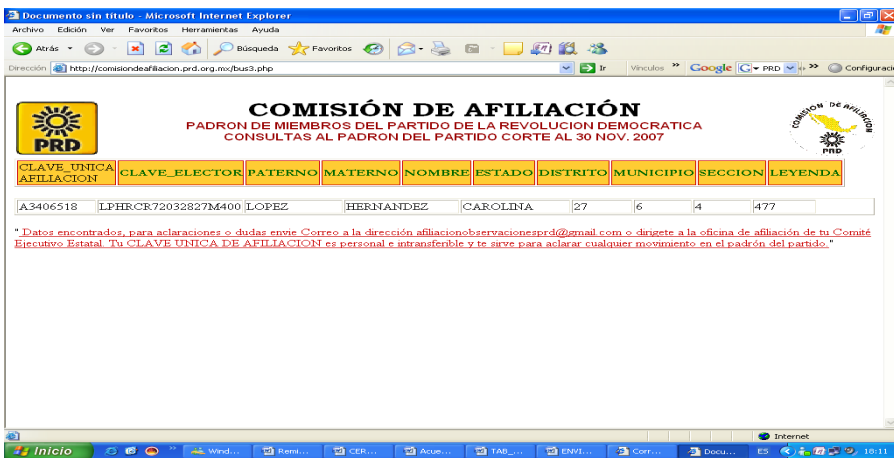 Documento sin título - Microsoft Internet Explorer
Archivo Edición Ver Favoritos Herramientas Ayuda
Atrás Búsqueda Favoritos
Dirección http://comisiondeafiliacion.prd.org.mx/bus3.php Ir Vínculos Google G PRD Configuraci
COMISIÓN DE AFILIACIÓN
PADRON DE MIEMBROS DEL PARTIDO DE LA REVOLUCION DEMOCRATICA
CONSULTAS AL PADRON DEL PARTIDO CORTE AL 30 NOV. 2007
PRD
COMISION DE AFILIACION
PRD
CLAVE_UNICA AFILIACION CLAVE_ELECTOR PATERNO MATERNO NOMBRE ESTADO DISTRITO MUNICIPIO SECCION LEYENDA
A3406518 LPHRCR72032827M400 LOPEZ HERNANDEZ CAROLINA 27 6 4 477
" Datos encontrados, para aclaraciones o dudas envie Correo a la dirección afiliacionobservacionesprd@gmail.com o dirigete a la oficina de afiliación de tu Comité
Ejecutivo Estatal. Tu CLAVE UNICA DE AFILIACION es personal e intransferible y te sirve para aclarar cualquier movimiento en el padrón del partido."
Internet
Inicio Wind... Remi... CER... Acue... TAB_... ENVI... Corr... Docu... ES 18:11